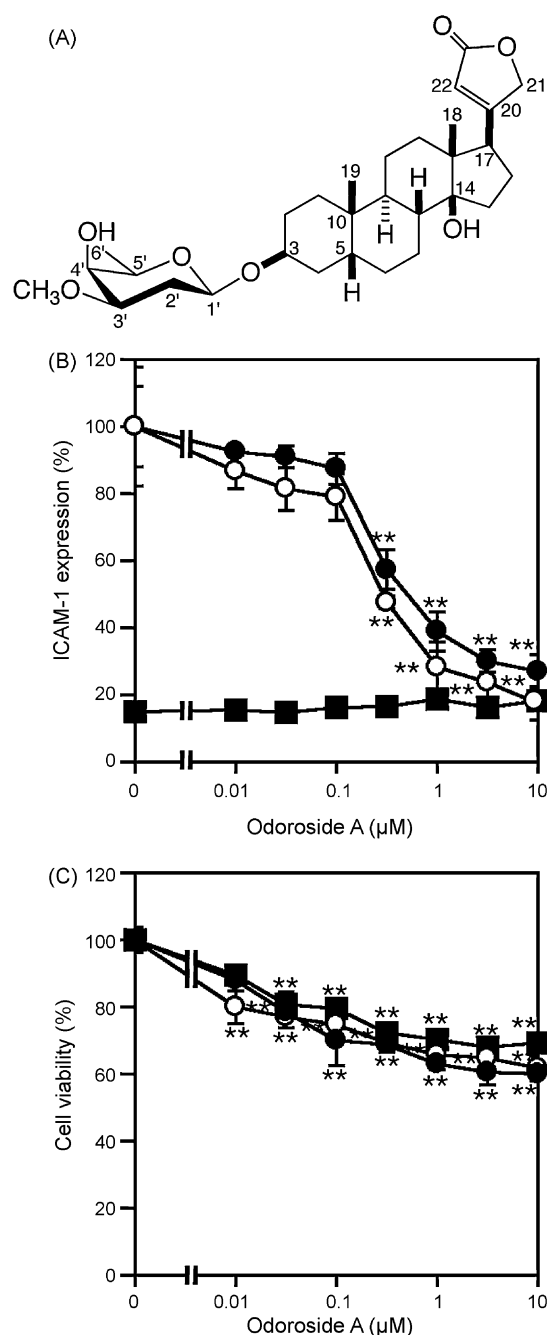 (A)
O
O
22
21
20
18
17
19
H
14
10
H
OH
OH
6'
O
3
5
4'
5'
O
H
CH3O
2'
1'
3'
(B)
120
100
80
60
40
20
0
ICAM-1 expression (%)
** ** ** **
** ** ** **
0 0.01 0.1 1 10
Odoroside A (μM)
(C)
120
100
80
60
40
20
0
Cell viability (%)
** ** ** ** ** **
** ** ** ** ** **
** ** ** ** ** ** **
0 0.01 0.1 1 10
Odoroside A (μM)